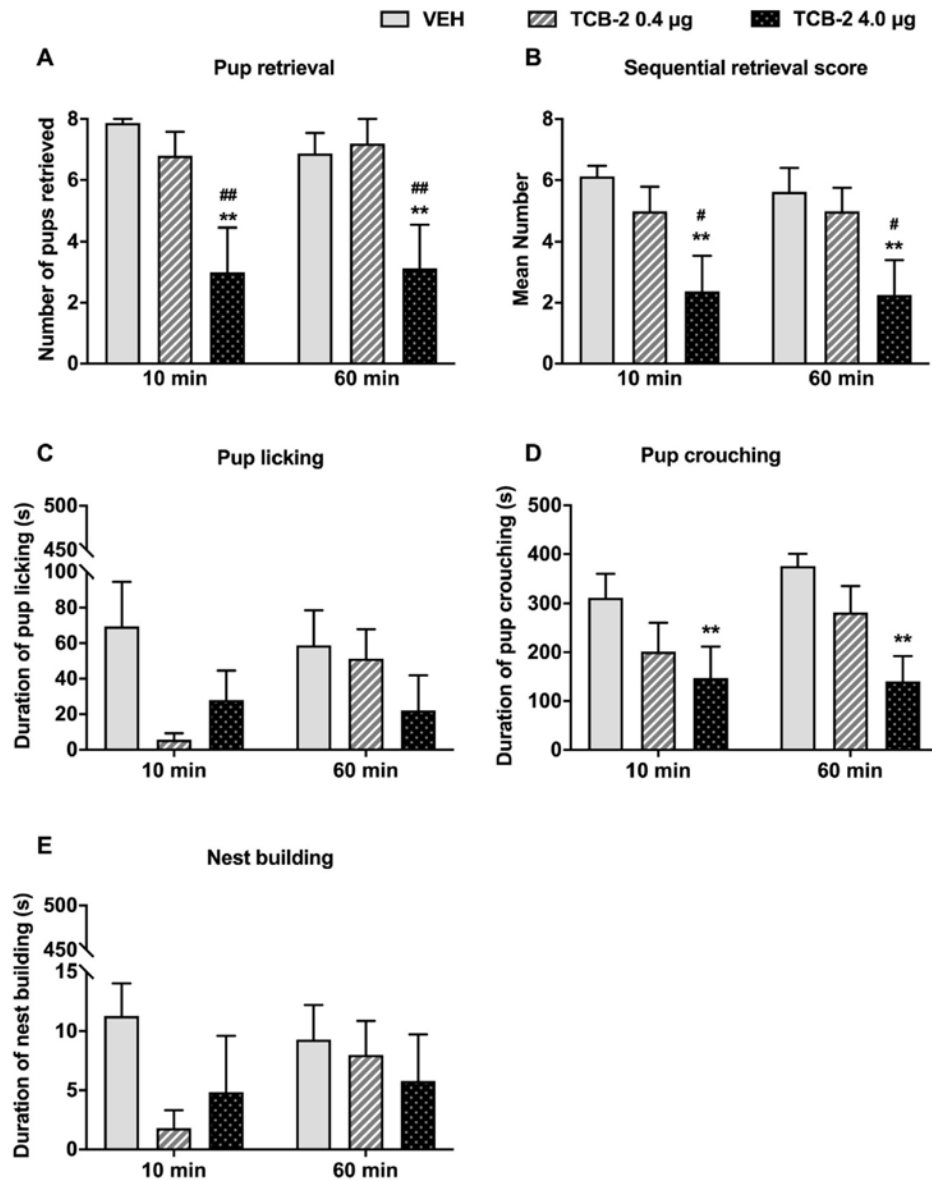 VEH TCB-2 0.4 µg TCB-2 4.0 µg
A
Pup retrieval
Number of pups retrieved
8
6
4
2
0
##
**
##
**
10 min 60 min
B
Sequential retrieval score
Mean Number
8
6
4
2
0
#
**
#
**
10 min 60 min
C
Pup licking
Duration of pup licking (s)
500
450
100
80
60
40
20
0
10 min 60 min
D
Pup crouching
Duration of pup crouching (s)
500
400
300
200
100
0
**
**
10 min 60 min
E
Nest building
Duration of nest building (s)
500
450
15
10
5
0
10 min 60 min